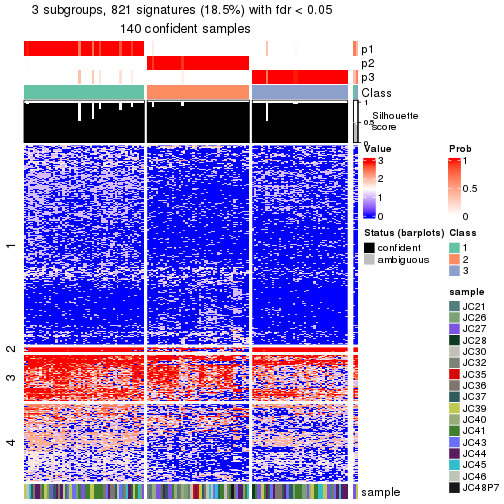 3 subgroups, 821 signatures (18.5%) with fdr < 0.05
140 confident samples
p1
p2
p3
Class
1
0.5
0
Silhouette
score
1
2
3
4
sample
Value
3
2
1
0
Prob
1
0.5
0
Status (barplots)
confident
ambiguous
Class
1
2
3
sample
JC21
JC26
JC27
JC28
JC30
JC32
JC35
JC36
JC37
JC39
JC40
JC41
JC43
JC44
JC45
JC46
JC48P7